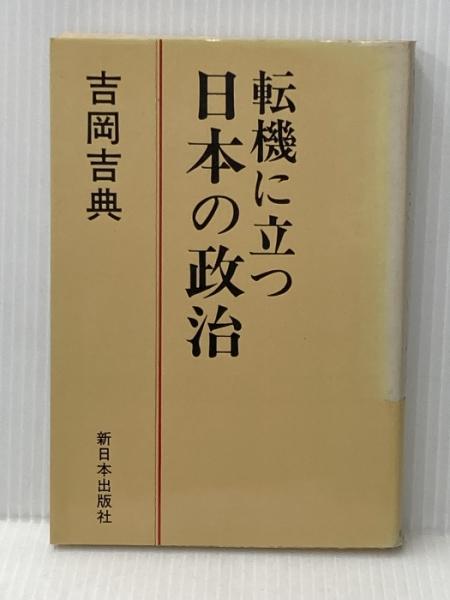 転機に立つ
日本の政治
吉岡吉典
新日本出版社